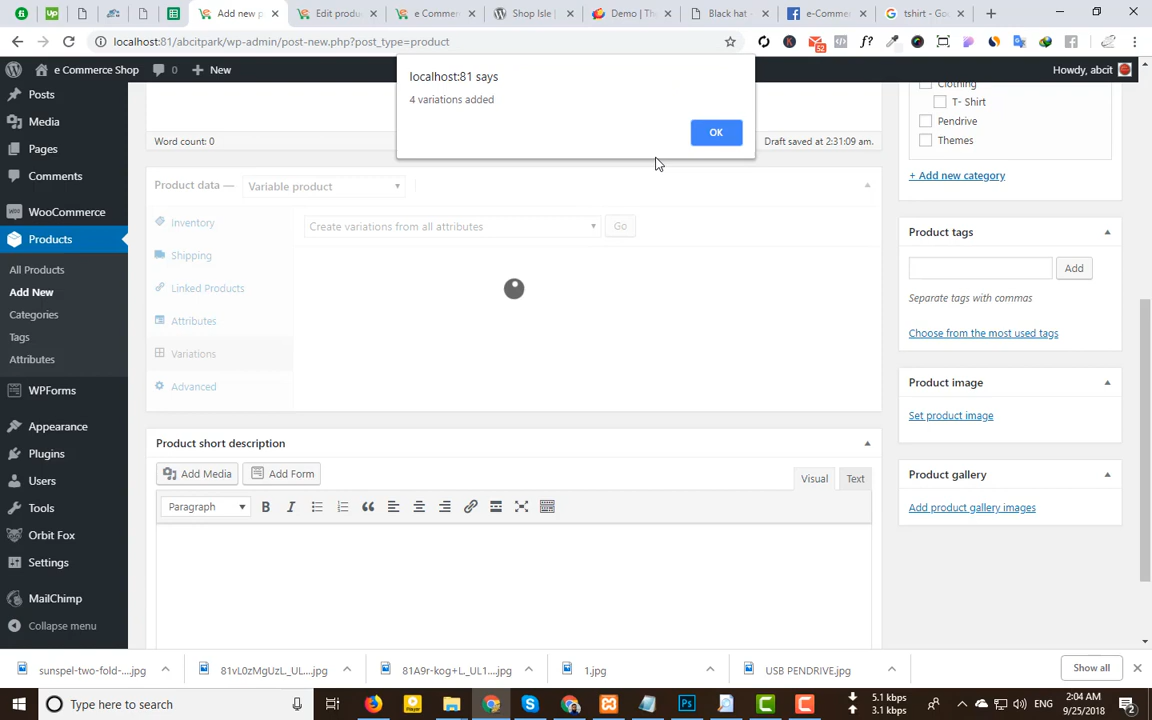 Add new p
Edit produ
e Commer
Shop Isle |
Demo | Th
Black hat -
e-Commer
tshirt - Goo
localhost:81/abcitpark/wp-admin/post-new.php?post_type=product
52
f?
e Commerce Shop
0
New
Howdy, abcit
localhost:81 says
4 variations added
OK
Posts
Media
Pages
Comments
WooCommerce
Products
All Products
Add New
Categories
Tags
Attributes
WPForms
Appearance
Plugins
Users
Tools
Orbit Fox
Settings
MailChimp
Collapse menu
Word count: 0
Draft saved at 2:31:09 am.
Product data — Variable product
Inventory
Shipping
Linked Products
Attributes
Variations
Advanced
Create variations from all attributes
Go
Product short description
Add Media
Add Form
Visual
Text
Paragraph
Clothing
T- Shirt
Pendrive
Themes
+ Add new category
Product tags
Add
Separate tags with commas
Choose from the most used tags
Product image
Set product image
Product gallery
Add product gallery images
sunspel-two-fold-....jpg
81vL0zMgUzL._UL....jpg
81A9r-kog+L._UL1....jpg
1.jpg
USB PENDRIVE.jpg
Show all
Type here to search
5.1 kbps
3.1 kbps
ENG
2:04 AM
9/25/2018
2